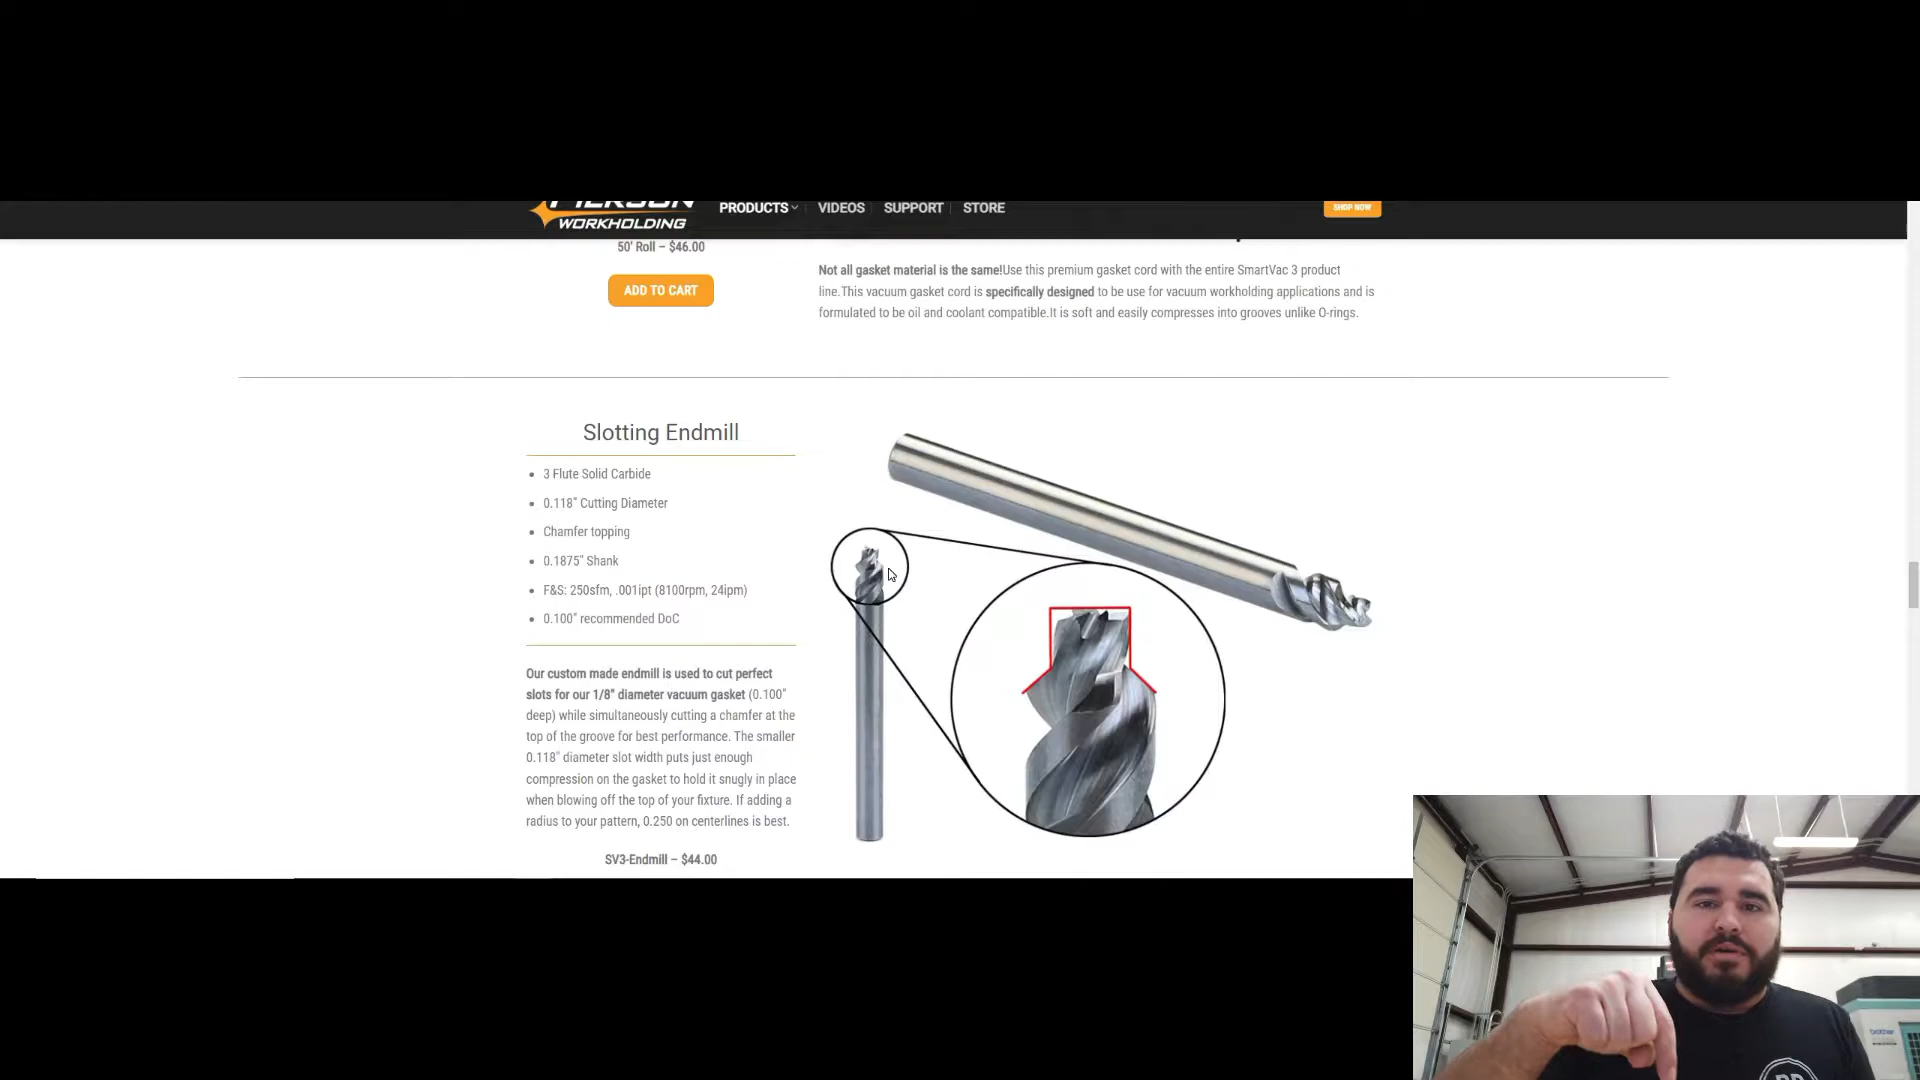 PIERSON
WORKHOLDING
PRODUCTS
VIDEOS
SUPPORT
STORE
SHOP NOW
50' Roll – $46.00
ADD TO CART
Not all gasket material is the same!Use this premium gasket cord with the entire SmartVac 3 product
line.This vacuum gasket cord is specifically designed to be use for vacuum workholding applications and is
formulated to be oil and coolant compatible.It is soft and easily compresses into grooves unlike O-rings.
Slotting Endmill
3 Flute Solid Carbide
0.118" Cutting Diameter
Chamfer topping
0.1875" Shank
F&S: 250sfm, .001ipt (8100rpm, 24ipm)
0.100" recommended DoC
Our custom made endmill is used to cut perfect
slots for our 1/8" diameter vacuum gasket (0.100"
deep) while simultaneously cutting a chamfer at the
top of the groove for best performance. The smaller
0.118" diameter slot width puts just enough
compression on the gasket to hold it snugly in place
when blowing off the top of your fixture. If adding a
radius to your pattern, 0.250 on centerlines is best.
SV3-Endmill – $44.00
brother